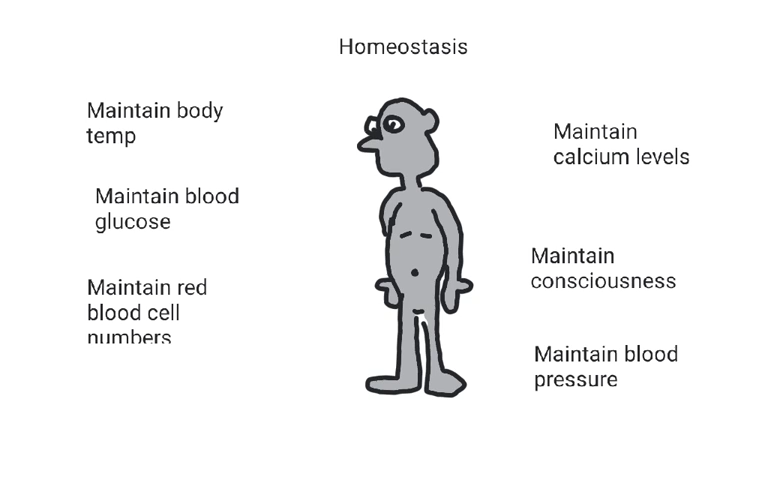 Homeostasis
Maintain body
temp
Maintain blood
glucose
Maintain red
blood cell
numbers
Maintain
calcium levels
Maintain
consciousness
Maintain blood
pressure